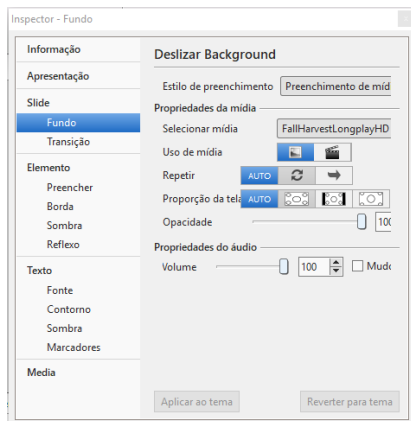 Inspector - Fundo
Informação
Apresentação
Slide
Fundo
Transição
Elemento
Preencher
Borda
Sombra
Reflexo
Texto
Fonte
Contorno
Sombra
Marcadores
Media
Deslizar Background
Estilo de preenchimento Preenchimento de míd
Propriedades da mídia
Selecionar mídia FallHarvestLongplayHD
Uso de mídia
Repetir AUTO
Proporção da tela AUTO
Opacidade 100
Propriedades do áudio
Volume 100 Mudo
Aplicar ao tema Reverter para tema